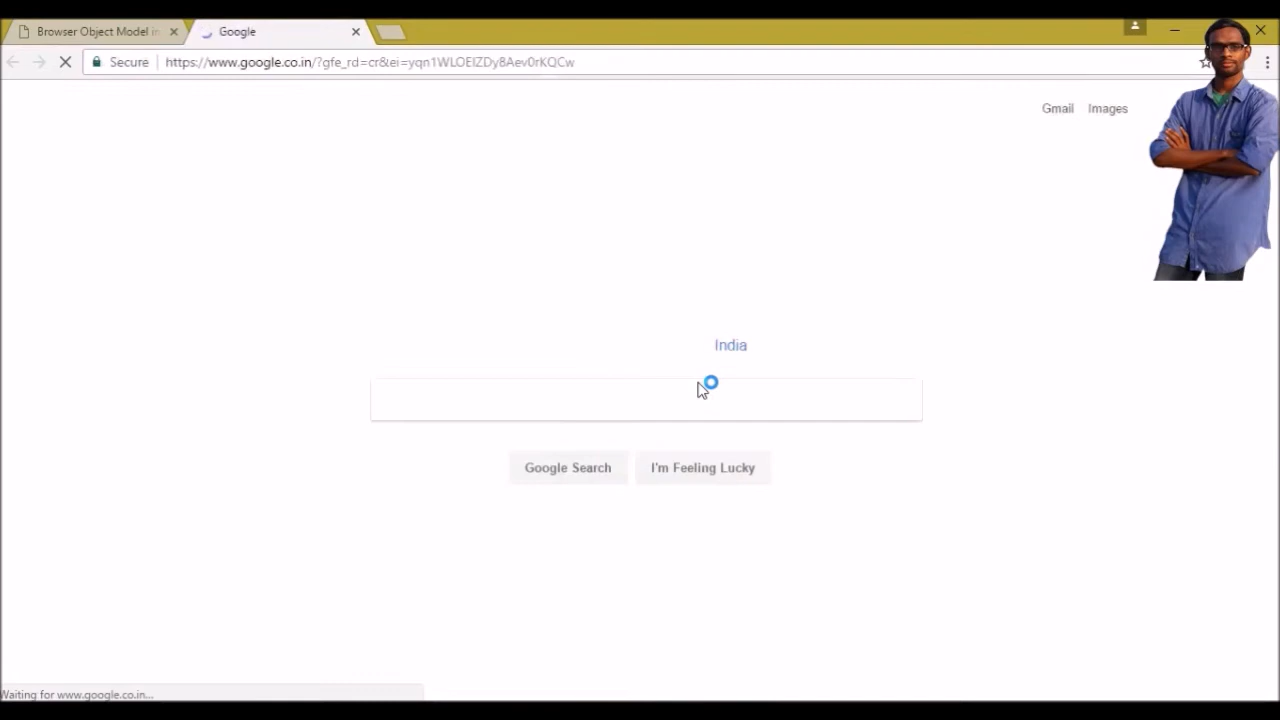 Browser Object Model in
Google
Secure
https://www.google.co.in/?gfe_rd=cr&ei=yqn1WLOEIZDy8Aev0rKQCw
Gmail Images
India
Google Search I'm Feeling Lucky
Waiting for www.google.co.in...